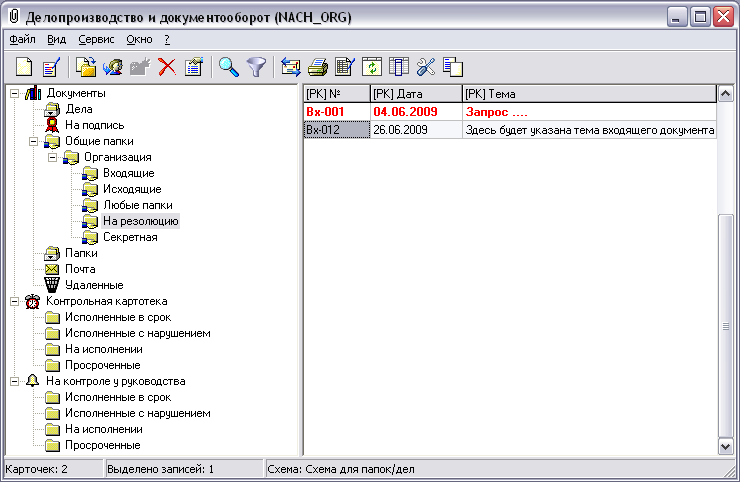 Делопроизводство и документооборот (NACH_ORG)
Файл Вид Сервис Окно ?
Документы
Дела
На подпись
Общие папки
Организация
Входящие
Исходящие
Любые папки
На резолюцию
Секретная
Папки
Почта
Удаленные
Контрольная картотека
Исполненные в срок
Исполненные с нарушением
На исполнении
Просроченные
На контроле у руководства
Исполненные в срок
Исполненные с нарушением
На исполнении
Просроченные
[РК] № [РК] Дата [РК] Тема
Вх-001 04.06.2009 Запрос ....
Вх-012 26.06.2009 Здесь будет указана тема входящего документа
Карточек: 2 Выделено записей: 1 Схема: Схема для папок/дел